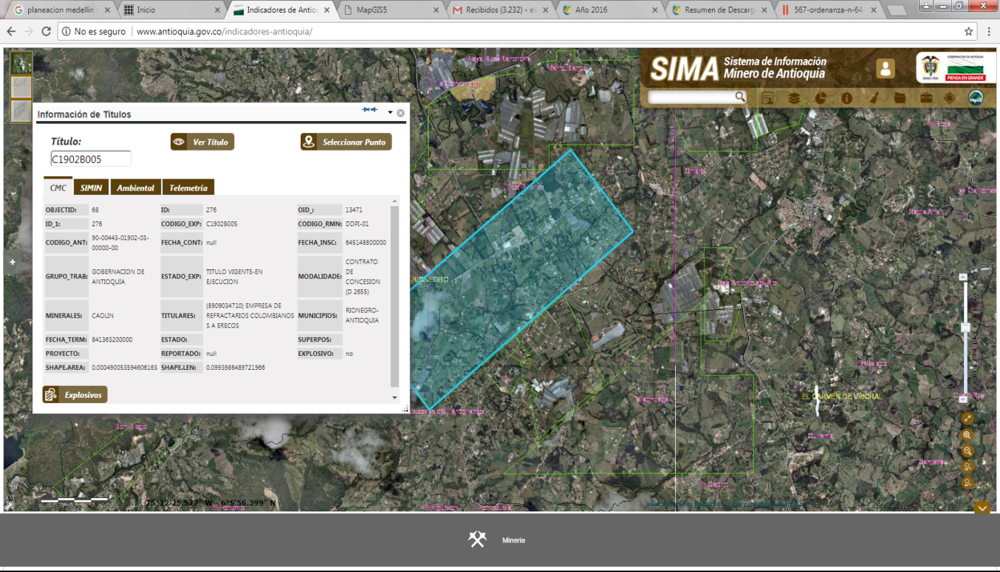 planeacion medellin -
Inicio
Indicadores de Antioc
MapGIS5
Recibidos (3.232) - el
Año 2016
Resumen de Descarg
567-ordenanza-n-64-
No es seguro
www.antioquia.gov.co/indicadores-antioquia/
SIMA
Sistema de Información
Minero de Antioquia
GOBERNACIÓN DE ANTIOQUIA
PIENSA EN GRANDE
MapGIS
Información de Títulos
Título:
Ver Título
Seleccionar Punto
C1902B005
CMC
SIMIN
Ambiental
Telemetría
OBJECTID: 68 ID: 276 OID_: 13471
ID_1: 276 CODIGO_EXP: C1902B005 CODIGO_RMN: DDPI-01
CODIGO_ANT: 90-00443-01902-03-
00000-00
FECHA_CONT: null FECHA_INSC: 645148800000
GRUPO_TRAB: GOBERNACION DE
ANTIOQUIA
ESTADO_EXP: TITULO VIGENTE-EN
EJECUCION
MODALIDADE: CONTRATO
DE
CONCESION
(D 2655)
MINERALES: CAOLIN
TITULARES: (8909034710) EMPRESA DE
REFRACTARIOS COLOMBIANOS
S A ERECOS
MUNICIPIOS: RIONEGRO-
ANTIOQUIA
FECHA_TERM: 841363200000 ESTADO: SUPERPOS:
PROYECTO: REPORTADO: null EXPLOSIVO: no
SHAPE.AREA: 0.000490053594606163 SHAPE.LEN: 0.0993986489721966
Explosivos
RIONEGRO
EL CARMEN DE VIBORAL
75°22'25.577" W - 6°5'56.399" N
Mineria